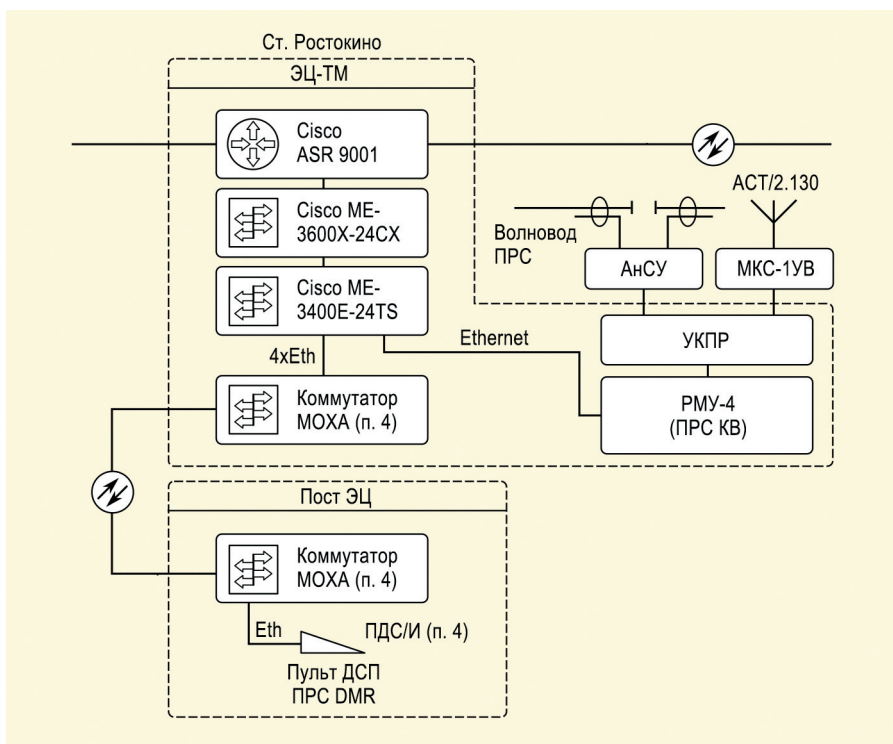 Ст. Ростокино
ЭЦ-ТМ
Cisco
ASR 9001
Cisco ME-
3600X-24CX
Cisco ME-
3400E-24TS
4xEth
Ethernet
Коммутатор
MOXA (п. 4)
Волновод
ПРС
АСТ/2.130
АнСУ
МКС-1УВ
УКПР
РМУ-4
(ПРС КВ)
Пост ЭЦ
Коммутатор
MOXA (п. 4)
Eth
ПДС/И (п. 4)
Пульт ДСП
ПРС DMR